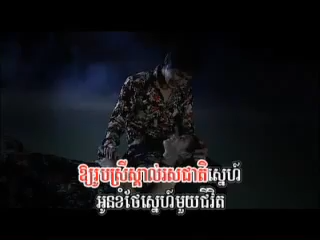 ឱ្យរូបស្រីស្គាល់រសជាតិស្នេហ៍
អូនខំថែស្នេហ៍មួយជីវិត